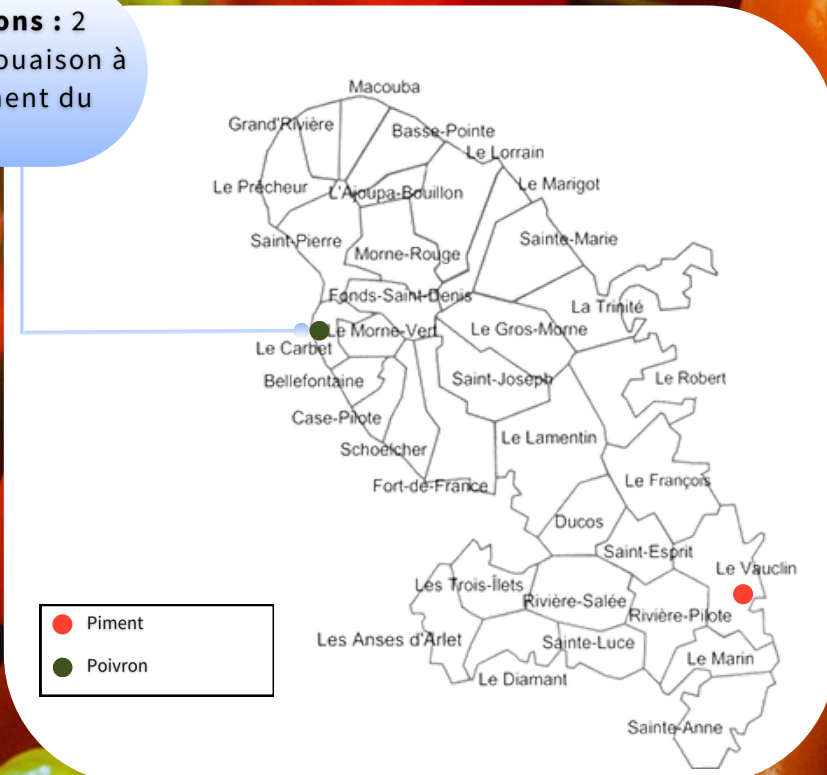 ons : 2
ouaison à
ent du
Macouba
Grand'Rivière
Basse-Pointe
Le Lorrain
Le Prêcheur
L'Ajoupa-Bouillon
Le Marigot
Saint-Pierre
Sainte-Marie
Morne-Rouge
Fonds-Saint-Denis
La Trinité
Le Morne-Vert
Le Gros-Morne
Le Carbet
Bellefontaine
Saint-Joseph
Le Robert
Case-Pilote
Le Lamentin
Schoelcher
Fort-de-France
Le François
Ducos
Saint-Esprit
Le Vauclin
Les Trois-Îlets
Rivière-Salée
Rivière-Pilote
Piment
Les Anses d'Arlet
Sainte-Luce
Poivron
Le Marin
Le Diamant
Sainte-Anne